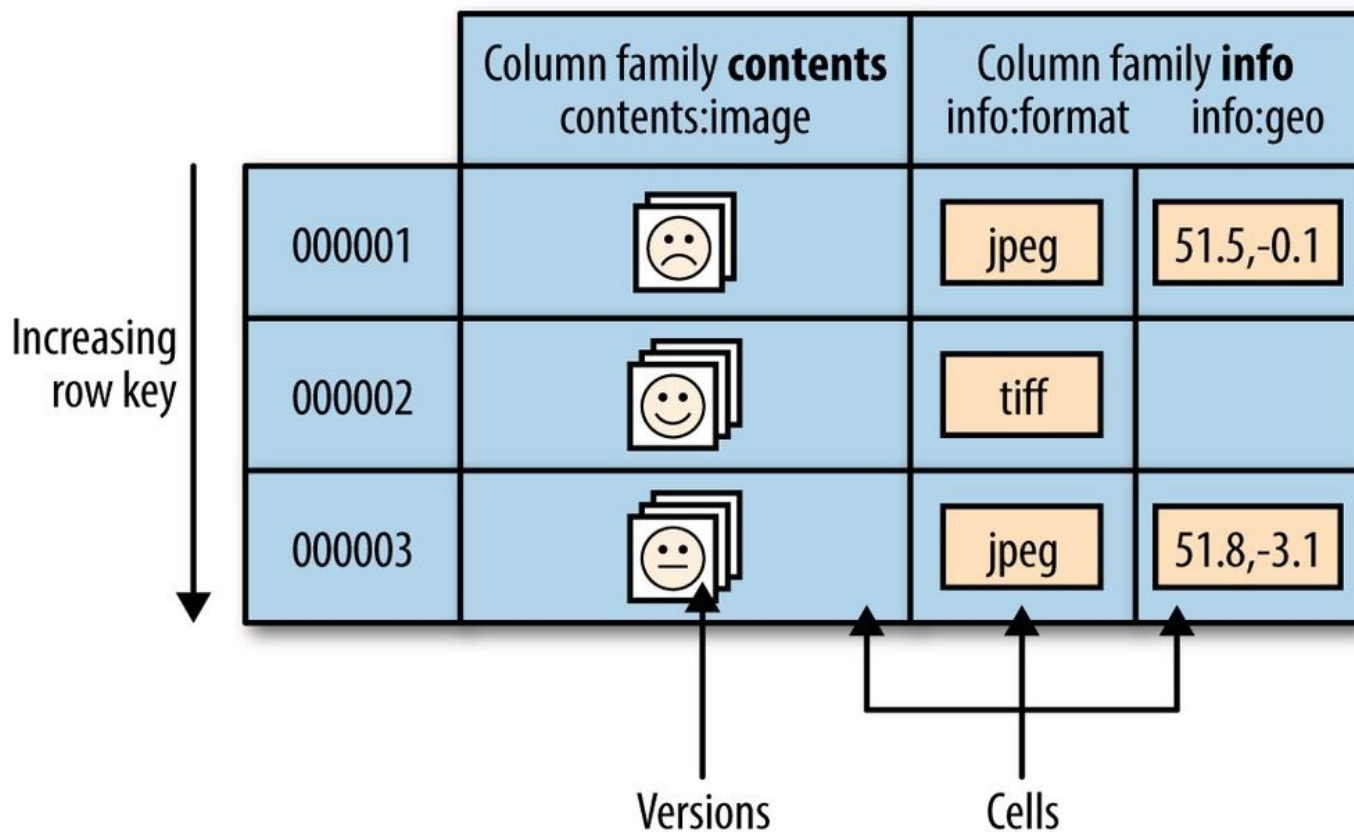 Column family contents
contents:image
Column family info
info:format info:geo
000001
jpeg
51.5,-0.1
Increasing
row key
000002
tiff
000003
jpeg
51.8,-3.1
Versions
Cells